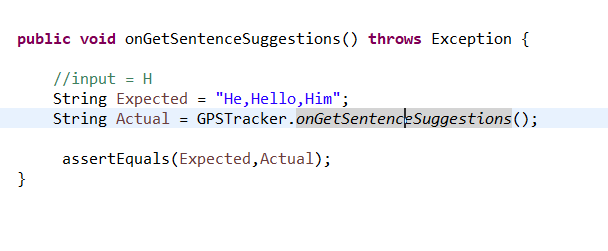 public void onGetSentenceSuggestions() throws Exception {
//input = H
String Expected = "He,Hello,Him";
String Actual = GPSTracker.onGetSentenceSuggestions();
assertEquals(Expected,Actual);
}